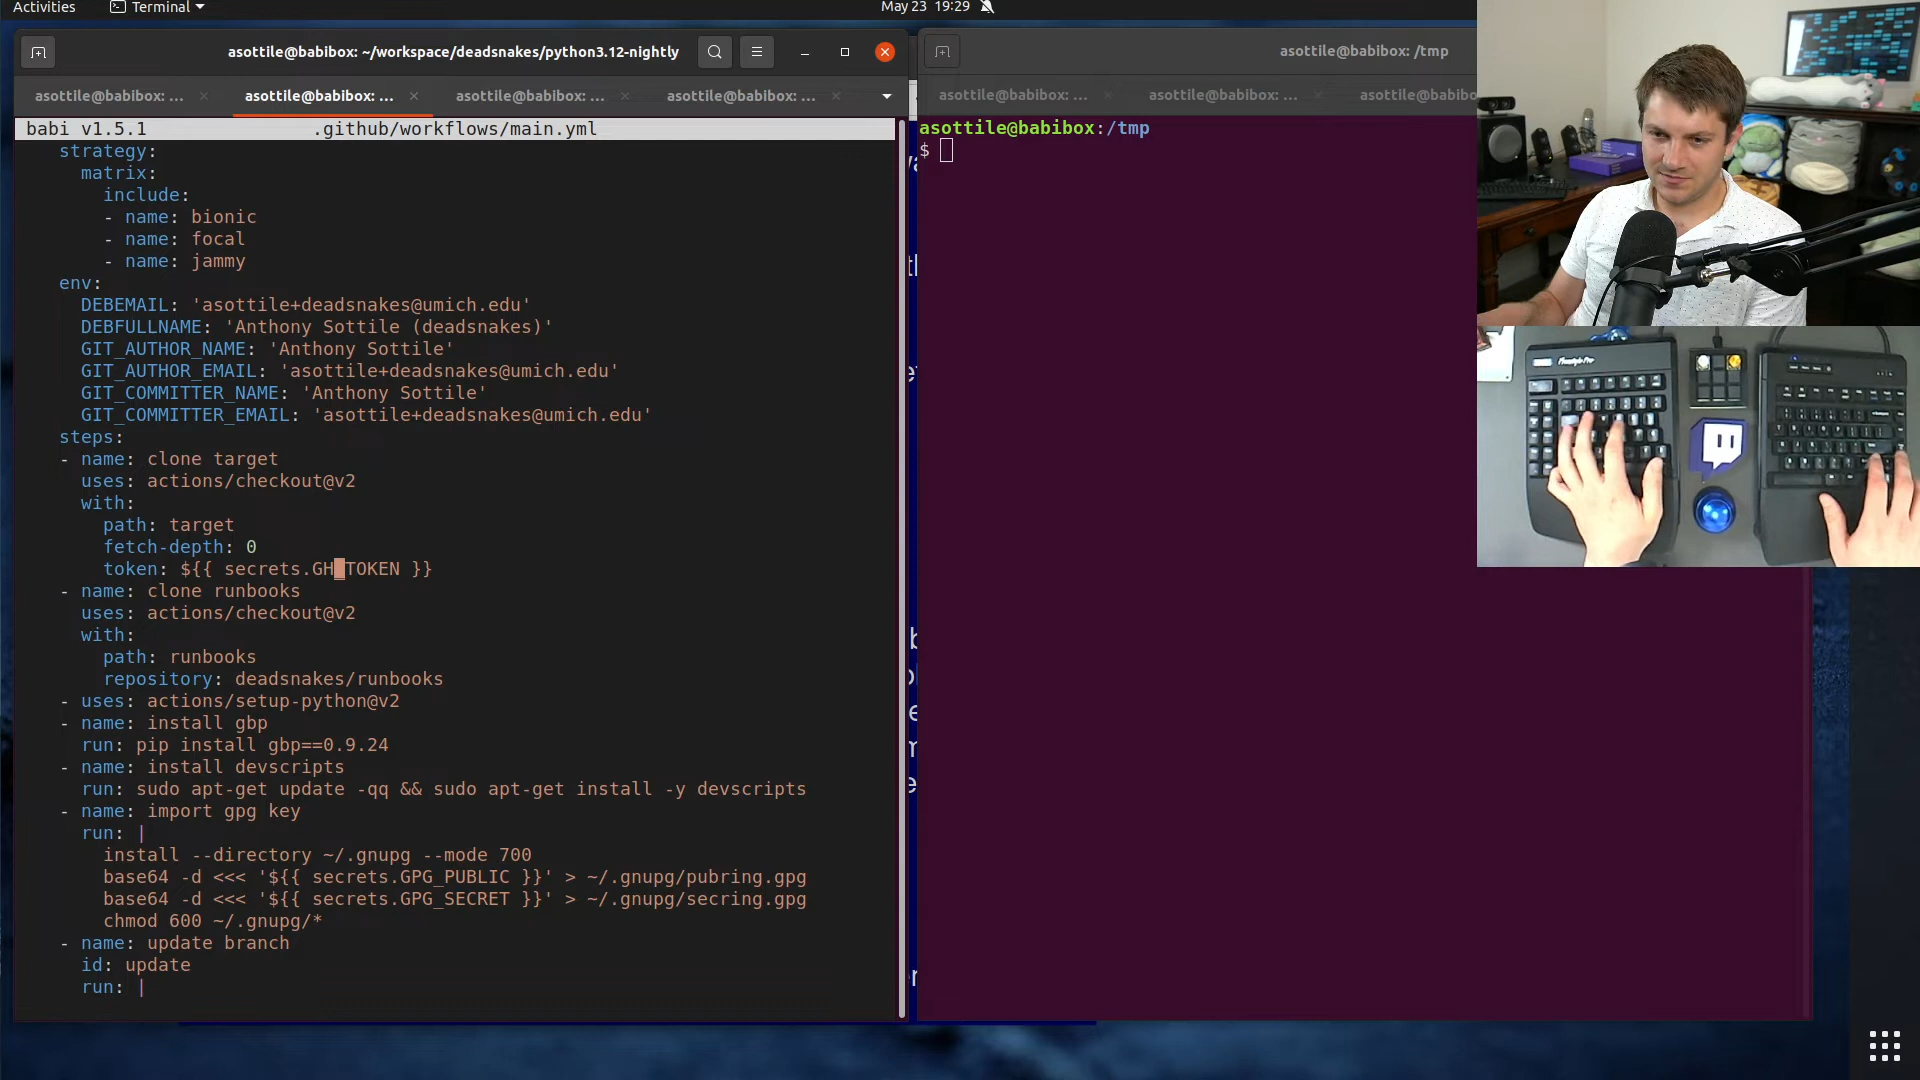 Activities
Terminal
May 23 19:29
asottile@babibox: ~/workspace/deadsnakes/python3.12-nightly
asottile@babibox: ...
asottile@babibox: ...
asottile@babibox: ...
asottile@babibox: ...
babi v1.5.1 .github/workflows/main.yml
strategy:
matrix:
include:
- name: bionic
- name: focal
- name: jammy
env:
DEBEMAIL: 'asottile+deadsnakes@umich.edu'
DEBFULLNAME: 'Anthony Sottile (deadsnakes)'
GIT_AUTHOR_NAME: 'Anthony Sottile'
GIT_AUTHOR_EMAIL: 'asottile+deadsnakes@umich.edu'
GIT_COMMITTER_NAME: 'Anthony Sottile'
GIT_COMMITTER_EMAIL: 'asottile+deadsnakes@umich.edu'
steps:
- name: clone target
uses: actions/checkout@v2
with:
path: target
fetch-depth: 0
token: ${{ secrets.GH_TOKEN }}
- name: clone runbooks
uses: actions/checkout@v2
with:
path: runbooks
repository: deadsnakes/runbooks
- uses: actions/setup-python@v2
- name: install gbp
run: pip install gbp==0.9.24
- name: install devscripts
run: sudo apt-get update -qq && sudo apt-get install -y devscripts
- name: import gpg key
run: |
install --directory ~/.gnupg --mode 700
base64 -d <<< '${{ secrets.GPG_PUBLIC }}' > ~/.gnupg/pubring.gpg
base64 -d <<< '${{ secrets.GPG_SECRET }}' > ~/.gnupg/secring.gpg
chmod 600 ~/.gnupg/*
- name: update branch
id: update
run: |
asottile@babibox: /tmp
asottile@babibox: ...
asottile@babibox: ...
asottile@babibo
asottile@babibox:/tmp
$